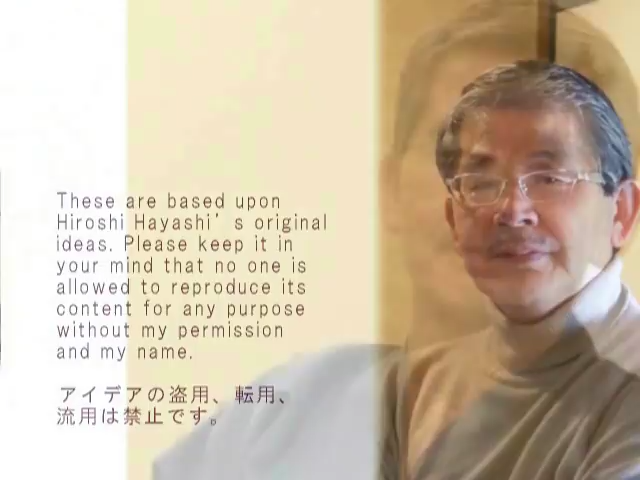 These are based upon
Hiroshi Hayashi's original
ideas. Please keep it in
your mind that no one is
allowed to reproduce its
content for any purpose
without my permission
and my name.
アイデアの盗用、転用、
流用は禁止です。